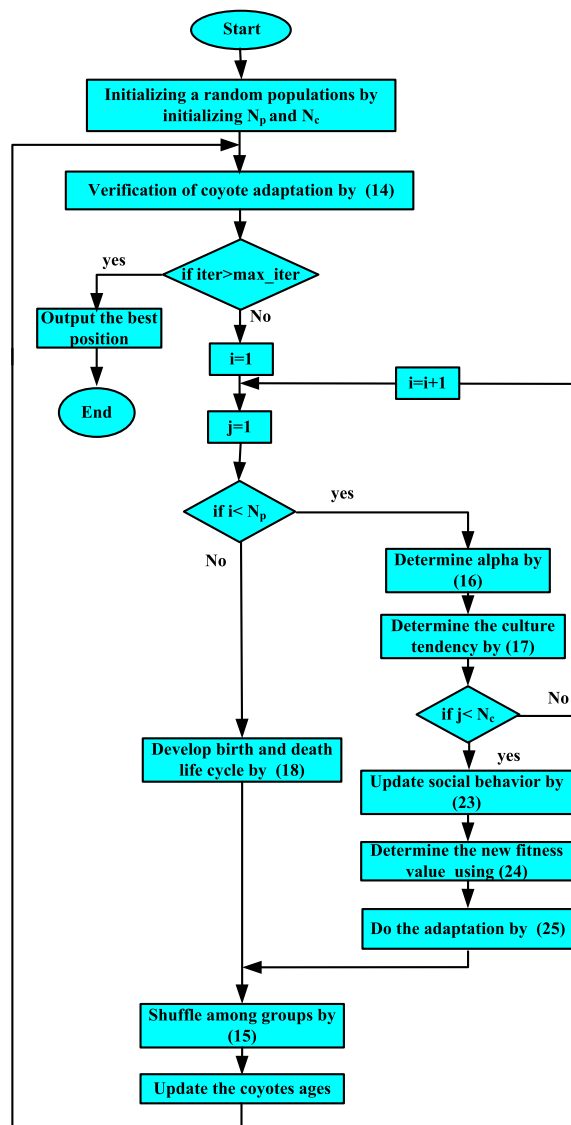 Start
Initializing a random populations by
initializing Np and Nc
Verification of coyote adaptation by (14)
if iter>max_iter
yes
No
Output the best
position
End
i=1
i=i+1
j=1
if i< Np
yes
No
Determine alpha by
(16)
Determine the culture
tendency by (17)
if j< Nc
No
yes
Develop birth and death
life cycle by (18)
Update social behavior by
(23)
Determine the new fitness
value using (24)
Do the adaptation by (25)
Shuffle among groups by
(15)
Update the coyotes ages